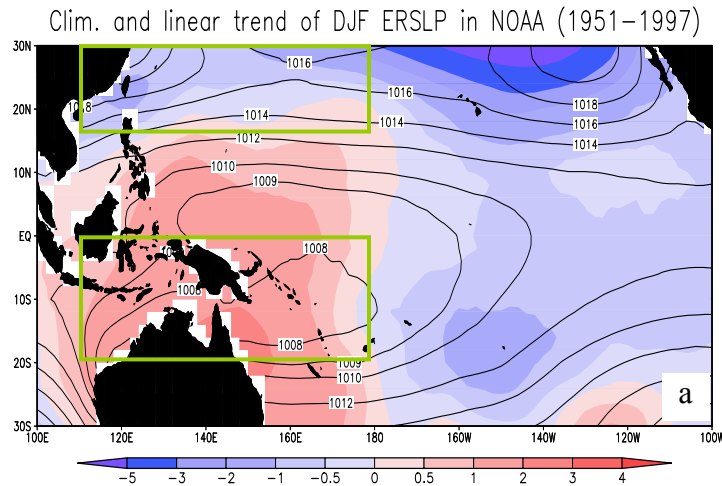 Clim. and linear trend of DJF ERSLP in NOAA (1951−1997)
30N
1016
1016
1018
1018
20N
1014
1016
1014
1012
1014
10N
1010
1009
EQ
1008
10S
1008
1008
20S
1009
1010
1012
a
30S
100E 120E 140E 160E 180 160W 140W 120W 100W
−5 −3 −2 −1 −0.5 0 0.5 1 2 3 4